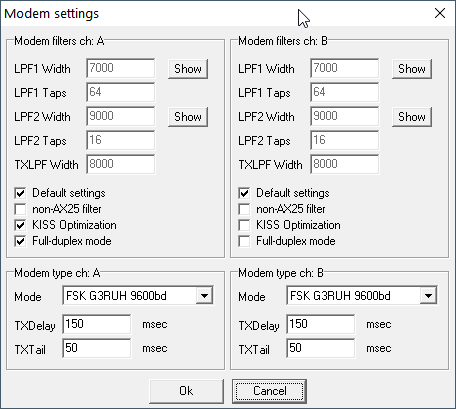 Modem settings
Modem filters ch: A
LPF1 Width 7000 Show
LPF1 Taps 64
LPF2 Width 9000 Show
LPF2 Taps 16
TXLPF Width 8000
Default settings
non-AX25 filter
KISS Optimization
Full-duplex mode
Modem filters ch: B
LPF1 Width 7000 Show
LPF1 Taps 64
LPF2 Width 9000 Show
LPF2 Taps 16
TXLPF Width 8000
Default settings
non-AX25 filter
KISS Optimization
Full-duplex mode
Modem type ch: A
Mode FSK G3RUH 9600bd
TXDelay 150 msec
TXTail 50 msec
Modem type ch: B
Mode FSK G3RUH 9600bd
TXDelay 150 msec
TXTail 50 msec
Ok Cancel